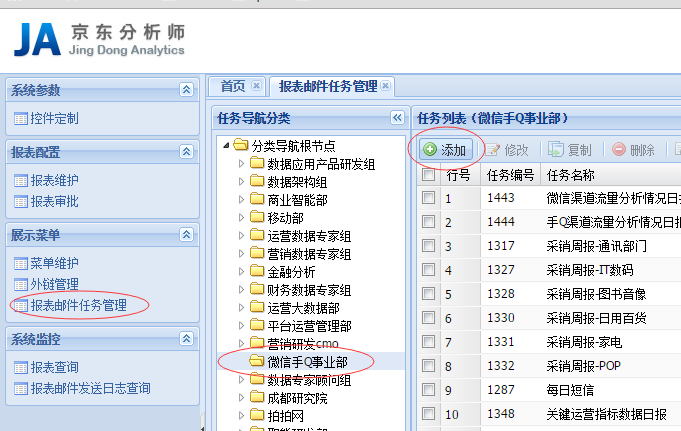 JA 京东分析师
Jing Dong Analytics
系统参数
控件定制
报表配置
报表维护
报表审批
展示菜单
菜单维护
外链管理
报表邮件任务管理
系统监控
报表查询
报表邮件发送日志查询
首页
报表邮件任务管理
任务导航分类
分类导航根节点
数据应用产品研发组
数据架构组
商业智能部
移动部
运营数据专家组
营销数据专家组
金融分析
财务数据专家组
运营大数据部
平台运营管理部
营销研发cmo
微信手Q事业部
数据专家顾问组
成都研究院
拍拍网
任务列表（微信手Q事业部）
添加 修改 复制 删除
行号 任务编号 任务名称
1 1443 微信渠道流量分析情况日
2 1444 手Q渠道流量分析情况日报
3 1317 采销周报-通讯部门
4 1327 采销周报-IT数码
5 1328 采销周报-图书音像
6 1330 采销周报-日用百货
7 1331 采销周报-家电
8 1332 采销周报-POP
9 1287 每日短信
10 1348 关键运营指标数据日报